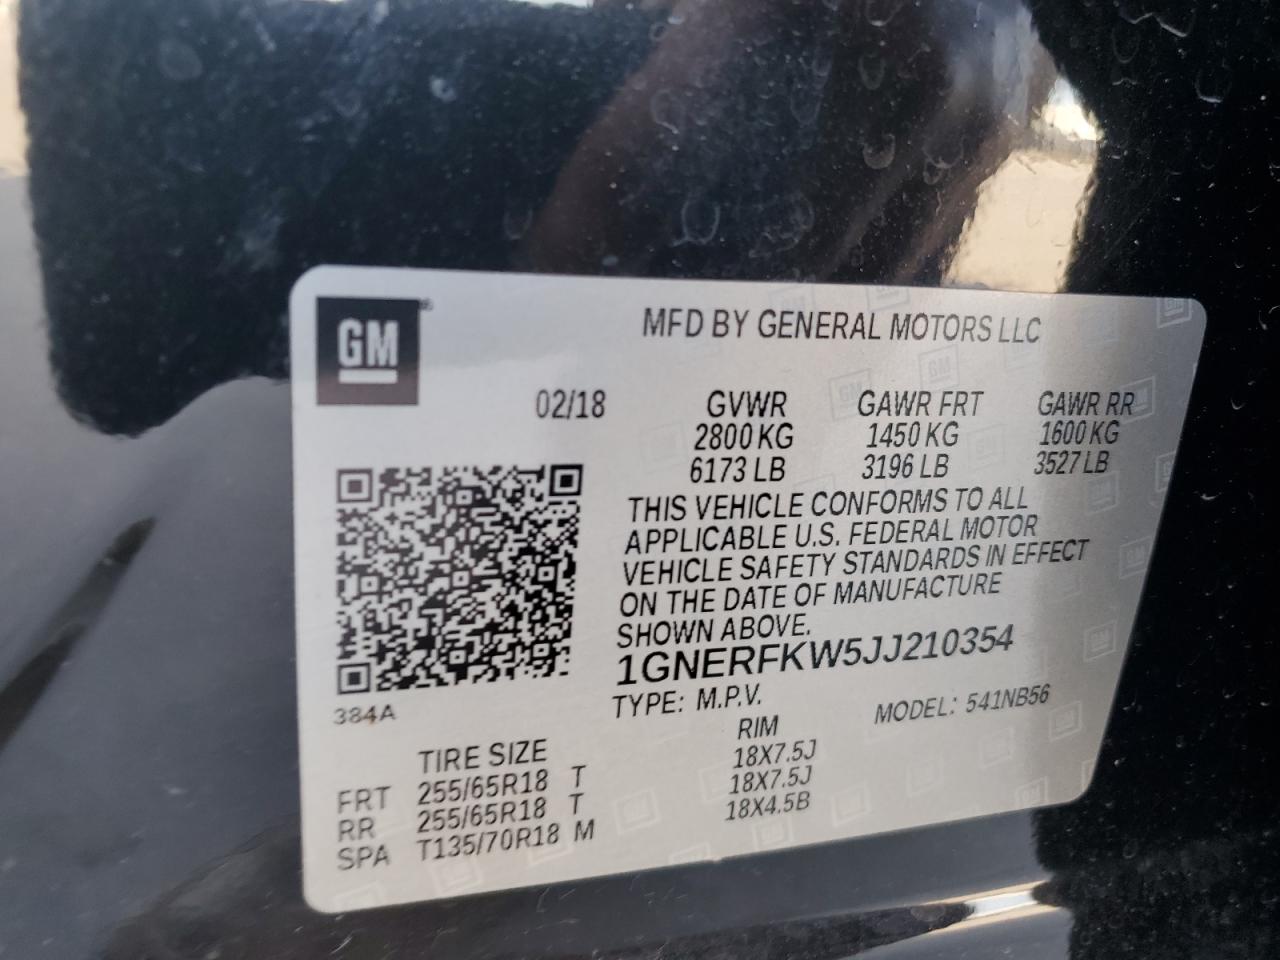 GM
MFD BY GENERAL MOTORS LLC
02/18 GVWR GAWR FRT GAWR RR
2800 KG 1450 KG 1600 KG
6173 LB 3196 LB 3527 LB
THIS VEHICLE CONFORMS TO ALL
APPLICABLE U.S. FEDERAL MOTOR
VEHICLE SAFETY STANDARDS IN EFFECT
ON THE DATE OF MANUFACTURE
SHOWN ABOVE.
1GNERFKW5JJ210354
TYPE: M.P.V. MODEL: 541NB56
384A
TIRE SIZE RIM
FRT 255/65R18 T 18X7.5J
RR 255/65R18 T 18X7.5J
SPA T135/70R18 M 18X4.5B